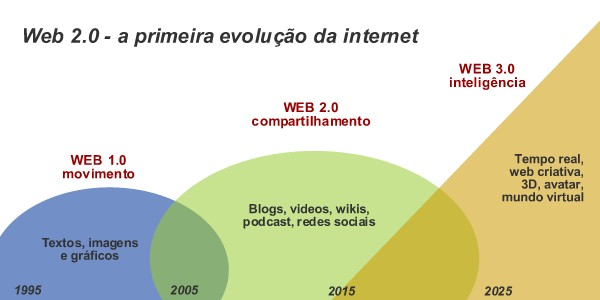 Web 2.0 - a primeira evolução da internet
WEB 1.0
movimento
Textos, imagens
e gráficos
WEB 2.0
compartilhamento
Blogs, videos, wikis,
podcast, redes sociais
WEB 3.0
inteligência
Tempo real,
web criativa,
3D, avatar,
mundo virtual
1995
2005
2015
2025